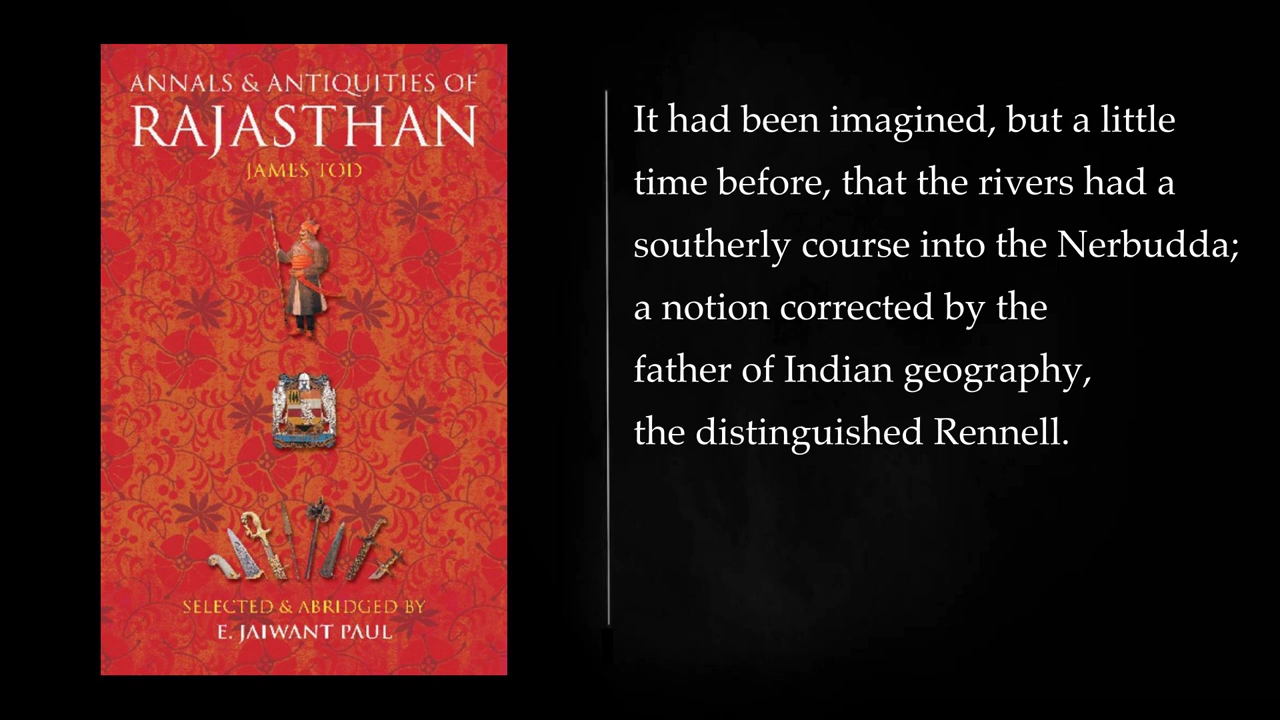 ANNALS & ANTIQUITIES OF
RAJASTHAN
JAMES TOD
SELECTED & ABRIDGED BY
E. JAIWANT PAUL
It had been imagined, but a little
time before, that the rivers had a
southerly course into the Nerbudda;
a notion corrected by the
father of Indian geography,
the distinguished Rennell.